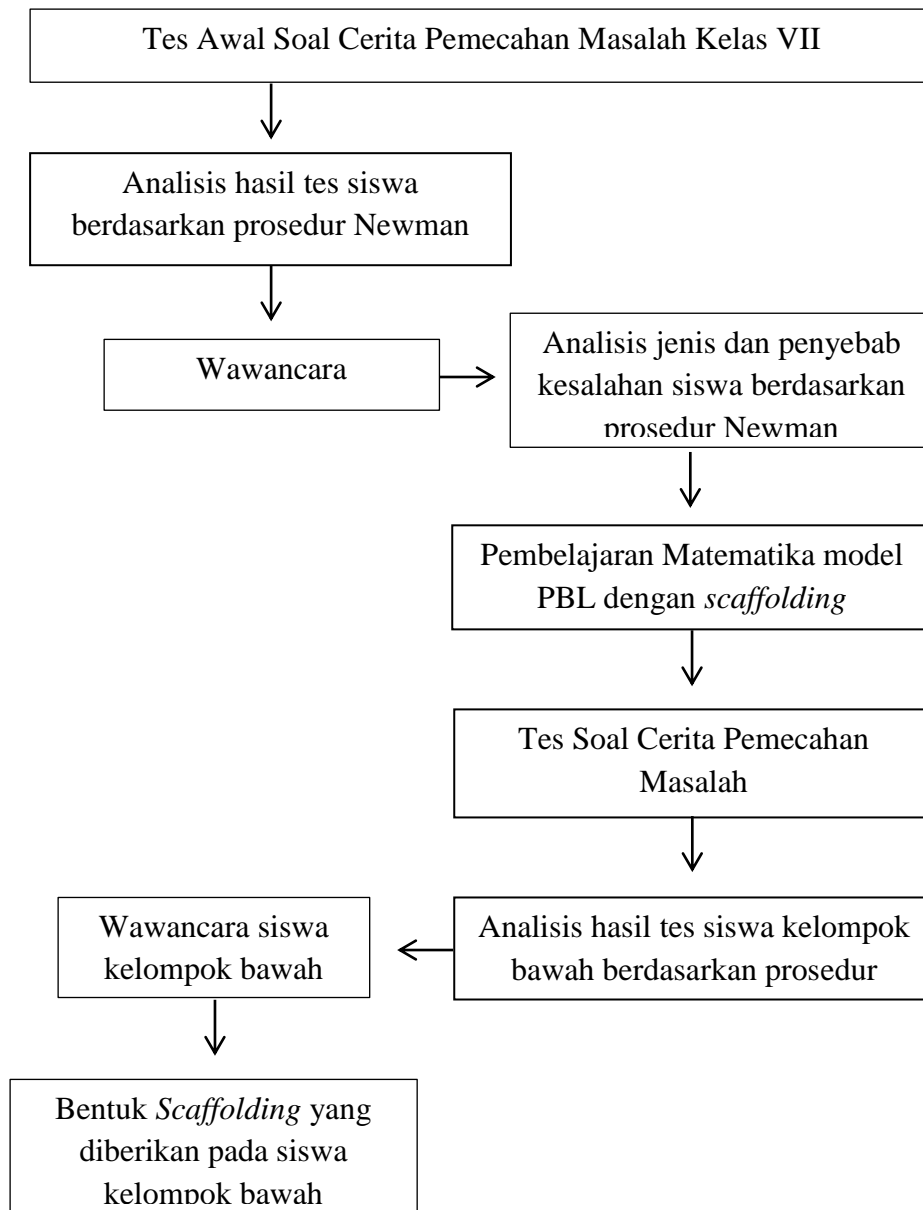 Tes Awal Soal Cerita Pemecahan Masalah Kelas VII
Analisis hasil tes siswa
berdasarkan prosedur Newman
Wawancara
Analisis jenis dan penyebab
kesalahan siswa berdasarkan
prosedur Newman
Pembelajaran Matematika model
PBL dengan scaffolding
Tes Soal Cerita Pemecahan
Masalah
Analisis hasil tes siswa kelompok
bawah berdasarkan prosedur
Wawancara siswa
kelompok bawah
Bentuk Scaffolding yang
diberikan pada siswa
kelompok bawah